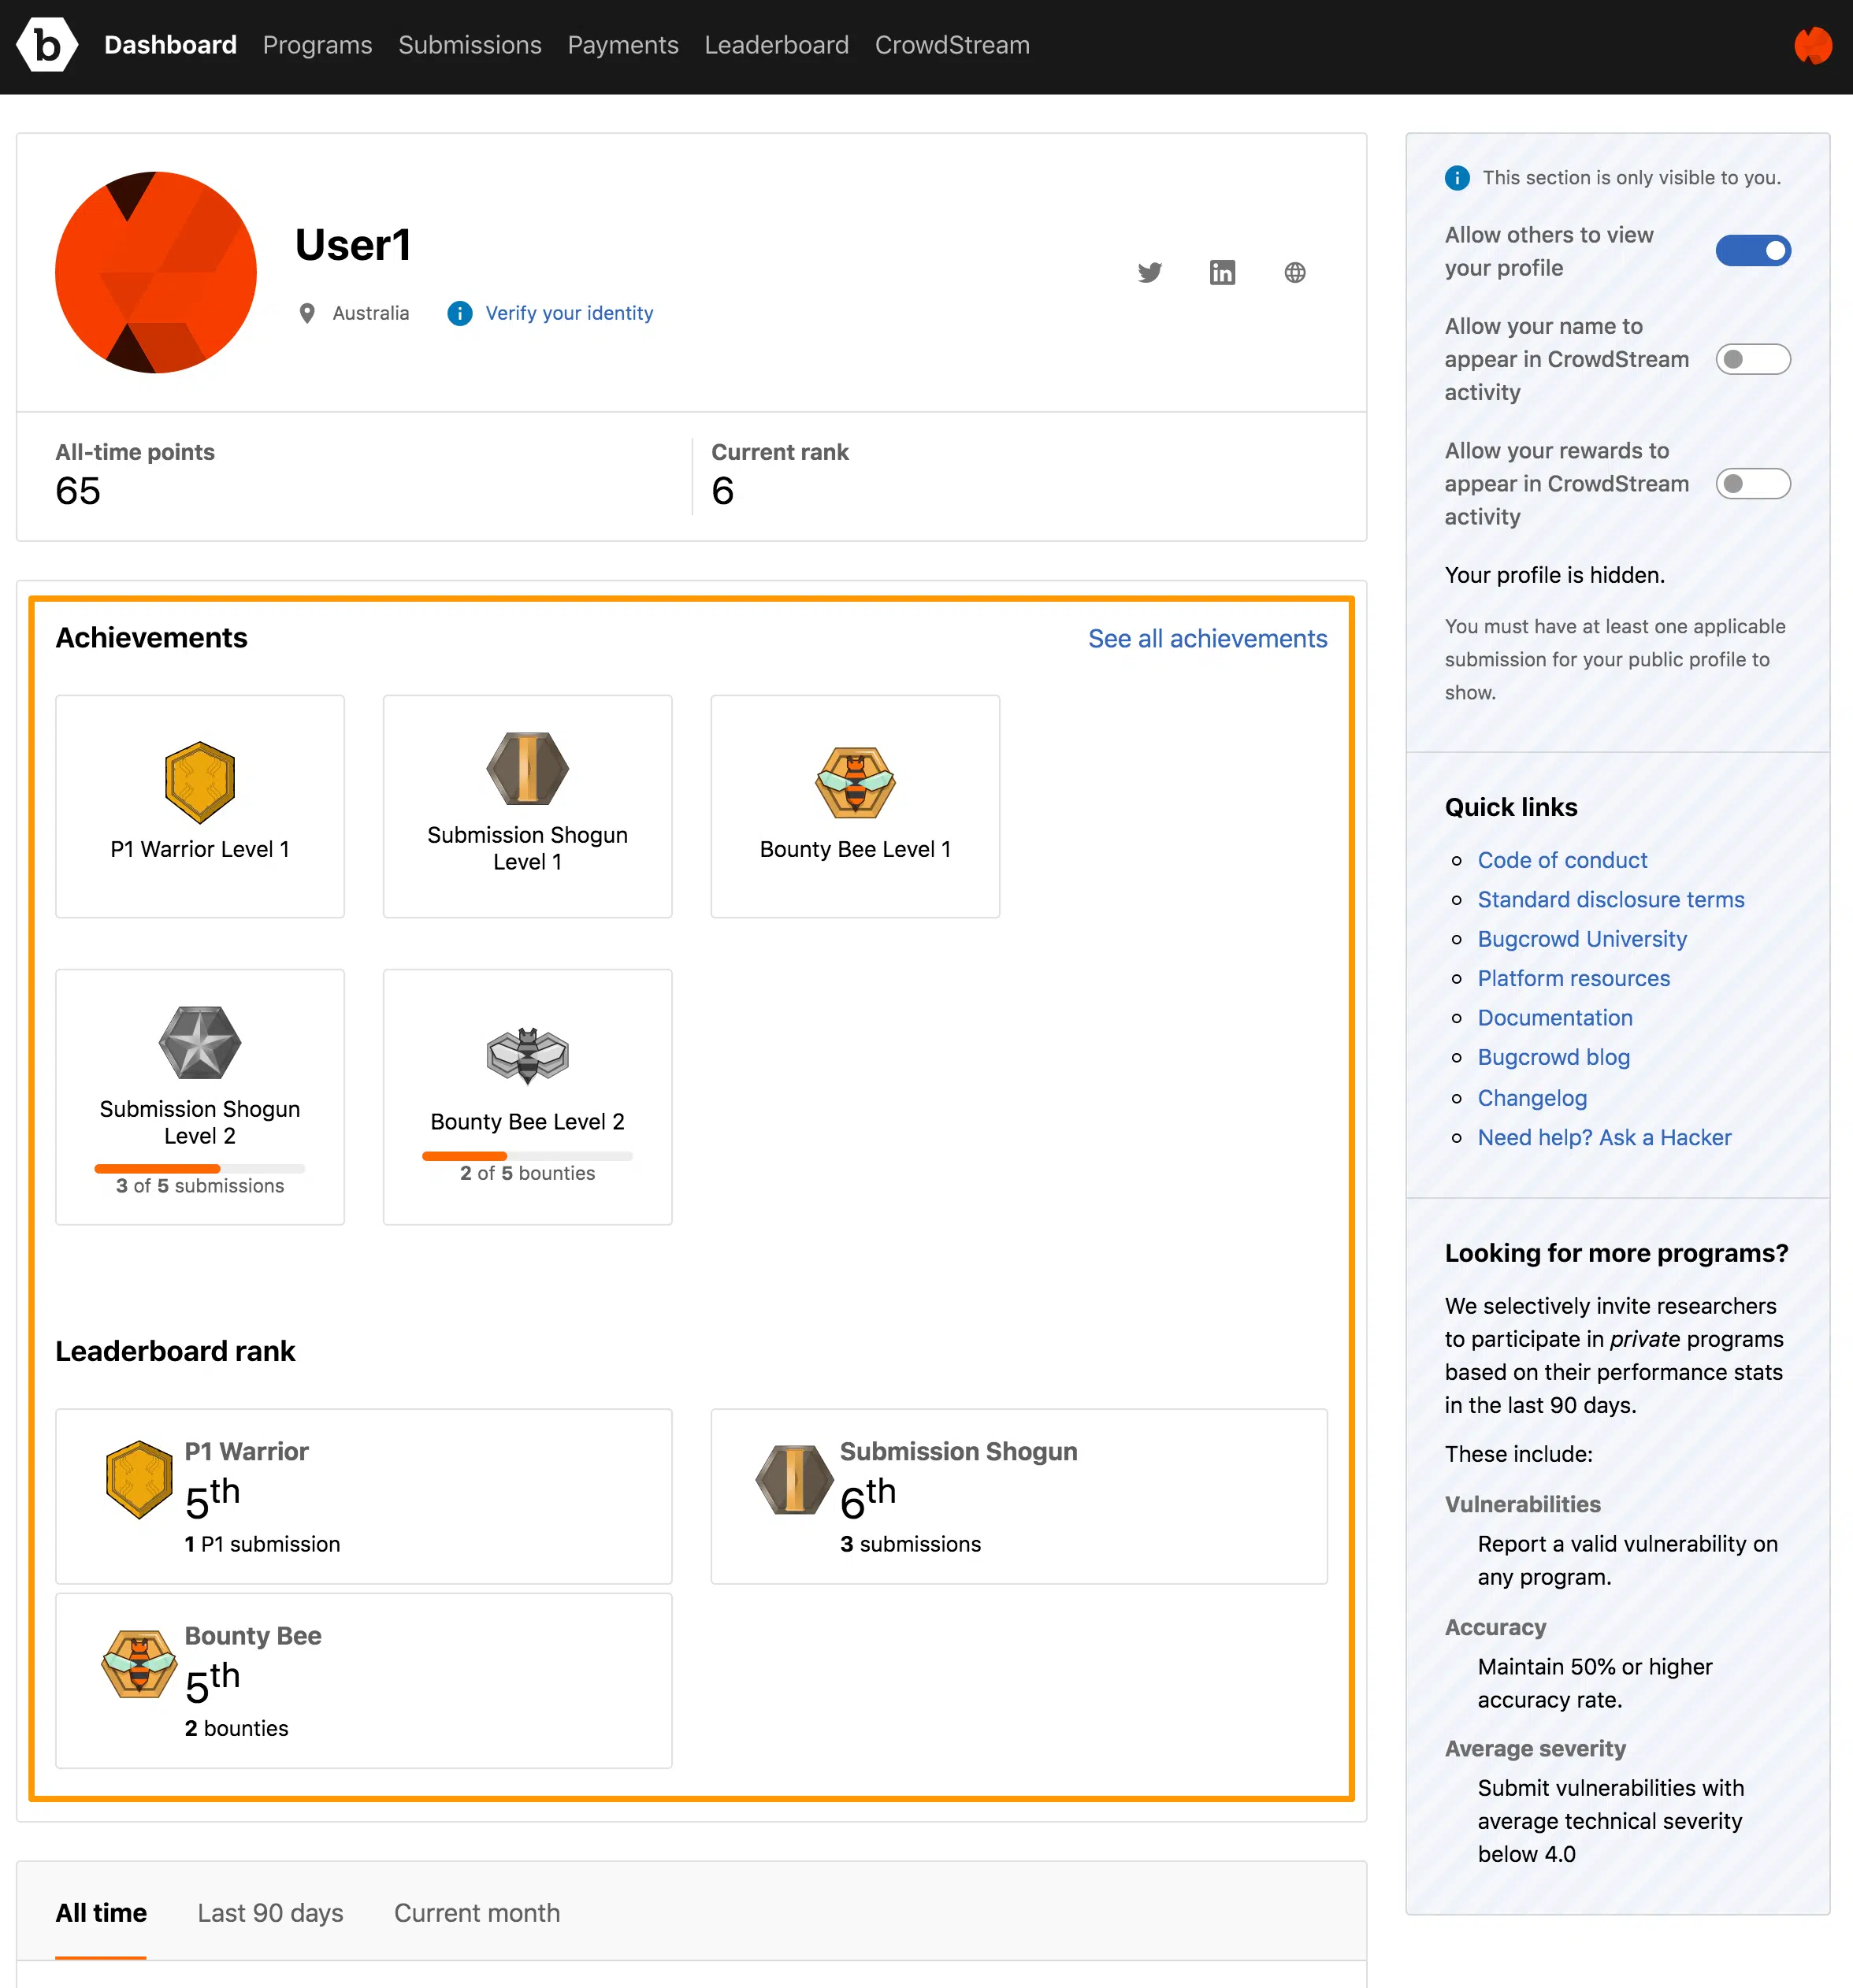 b Dashboard Programs Submissions Payments Leaderboard CrowdStream
User1
Australia Verify your identity
All-time points
65
Current rank
6
Achievements
See all achievements
P1 Warrior Level 1
Submission Shogun
Level 1
Bounty Bee Level 1
Submission Shogun
Level 2
3 of 5 submissions
Bounty Bee Level 2
2 of 5 bounties
Leaderboard rank
P1 Warrior
5th
1 P1 submission
Submission Shogun
6th
3 submissions
Bounty Bee
5th
2 bounties
All time Last 90 days Current month
This section is only visible to you.
Allow others to view
your profile
Allow your name to
appear in CrowdStream
activity
Allow your rewards to
appear in CrowdStream
activity
Your profile is hidden.
You must have at least one applicable
submission for your public profile to
show.
Quick links
Code of conduct
Standard disclosure terms
Bugcrowd University
Platform resources
Documentation
Bugcrowd blog
Changelog
Need help? Ask a Hacker
Looking for more programs?
We selectively invite researchers
to participate in private programs
based on their performance stats
in the last 90 days.
These include:
Vulnerabilities
Report a valid vulnerability on
any program.
Accuracy
Maintain 50% or higher
accuracy rate.
Average severity
Submit vulnerabilities with
average technical severity
below 4.0